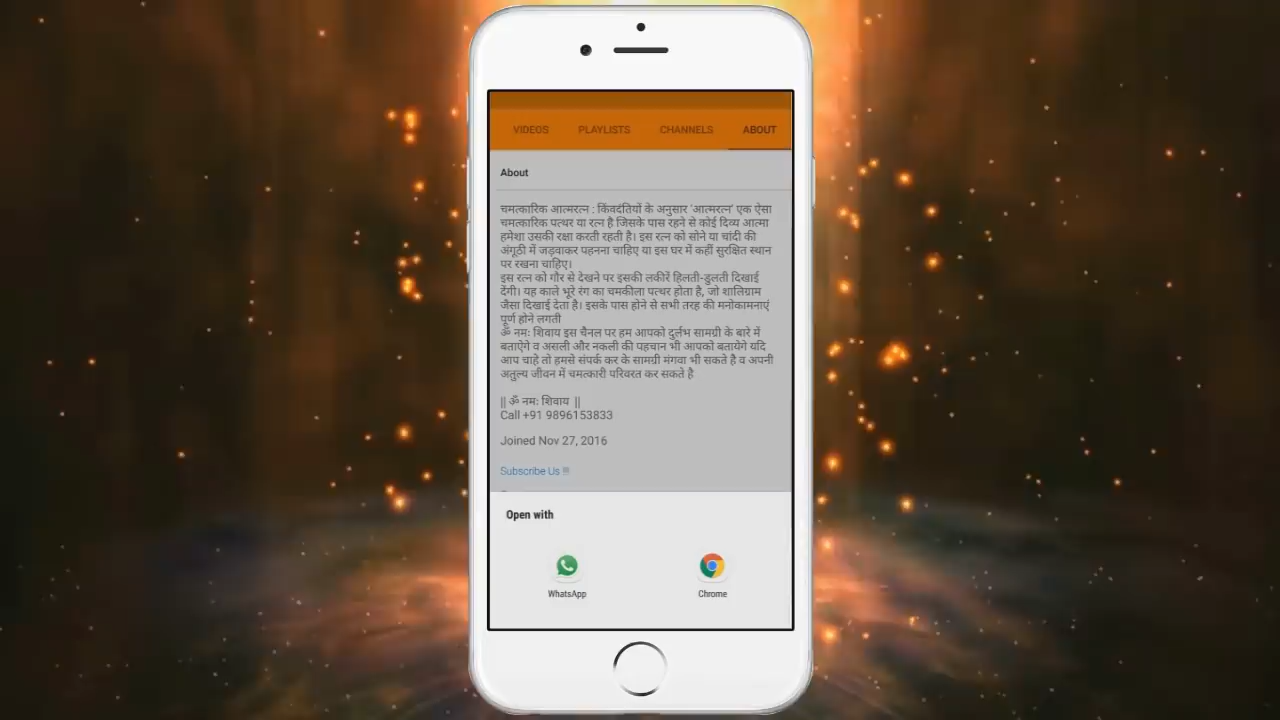 VIDEOS PLAYLISTS CHANNELS ABOUT
About
चमत्कारिक आत्मरत्न : किंवदंतियों के अनुसार 'आत्मरत्न' एक ऐसा
चमत्कारिक पत्थर या रत्न है जिसके पास रहने से कोई दिव्य आत्मा
हमेशा उसकी रक्षा करती रहती है। इस रत्न को सोने या चांदी की
अंगूठी में जड़वाकर पहनना चाहिए या इस घर में कहीं सुरक्षित स्थान
पर रखना चाहिए।
इस रत्न को गौर से देखने पर इसकी लकीरें हिलती-डुलती दिखाई
देंगी। यह काले भूरे रंग का चमकीला पत्थर होता है, जो शालिग्राम
जैसा दिखाई देता है। इसके पास होने से सभी तरह की मनोकामनाएं
पूर्ण होने लगती
ॐ नमः शिवाय इस चैनल पर हम आपको दुर्लभ सामग्री के बारे में
बताऐंगे व असली और नकली की पहचान भी आपको बतायेगे यदि
आप चाहे तो हमसे संपर्क कर के सामग्री मंगवा भी सकते है व अपनी
अतुल्य जीवन में चमत्कारी परिवरत कर सकते है
|| ॐ नमः शिवाय ||
Call +91 9896153833
Joined Nov 27, 2016
Subscribe Us !!!
Open with
WhatsApp Chrome